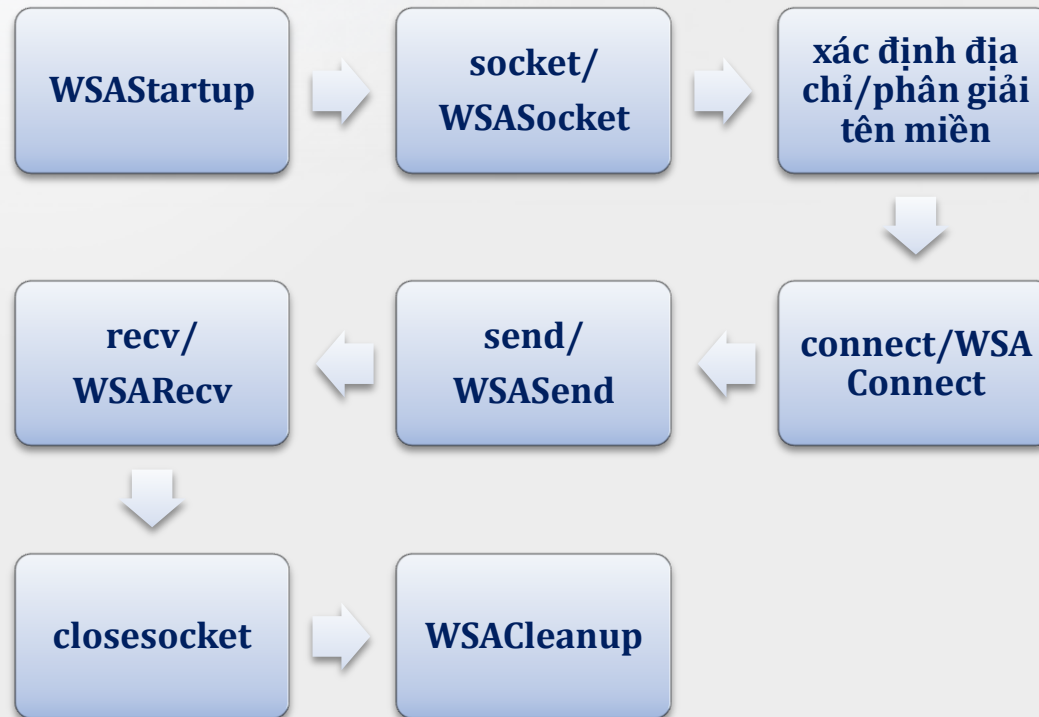 WSAStartup
socket/
WSASocket
xác định địa
chỉ/phân giải
tên miền
connect/WSA
Connect
send/
WSASend
recv/
WSARecv
closesocket
WSACleanup